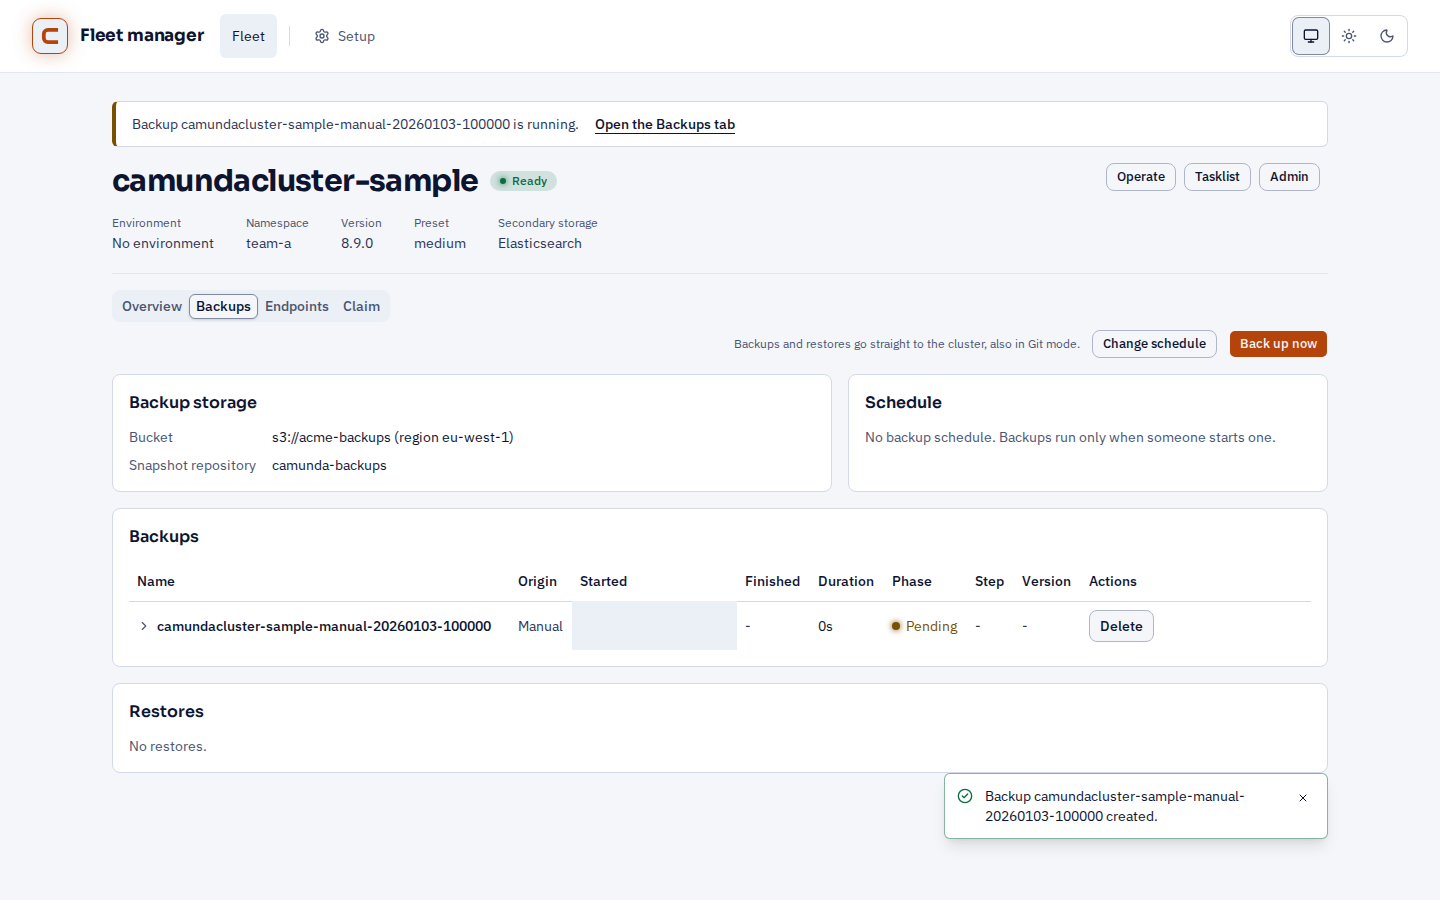 Fleet manager
Fleet
Setup
Backup camundacluster-sample-manual-20260103-100000 is running. Open the Backups tab
camundacluster-sample
Ready
Operate
Tasklist
Admin
Environment
Namespace
Version
Preset
Secondary storage
No environment
team-a
8.9.0
medium
Elasticsearch
Overview
Backups
Endpoints
Claim
Backups and restores go straight to the cluster, also in Git mode.
Change schedule
Back up now
Backup storage
Bucket s3://acme-backups (region eu-west-1)
Snapshot repository camunda-backups
Schedule
No backup schedule. Backups run only when someone starts one.
Backups
Name Origin Started Finished Duration Phase Step Version Actions
camundacluster-sample-manual-20260103-100000 Manual - 0s Pending - - Delete
Restores
No restores.
Backup camundacluster-sample-manual-
20260103-100000 created.